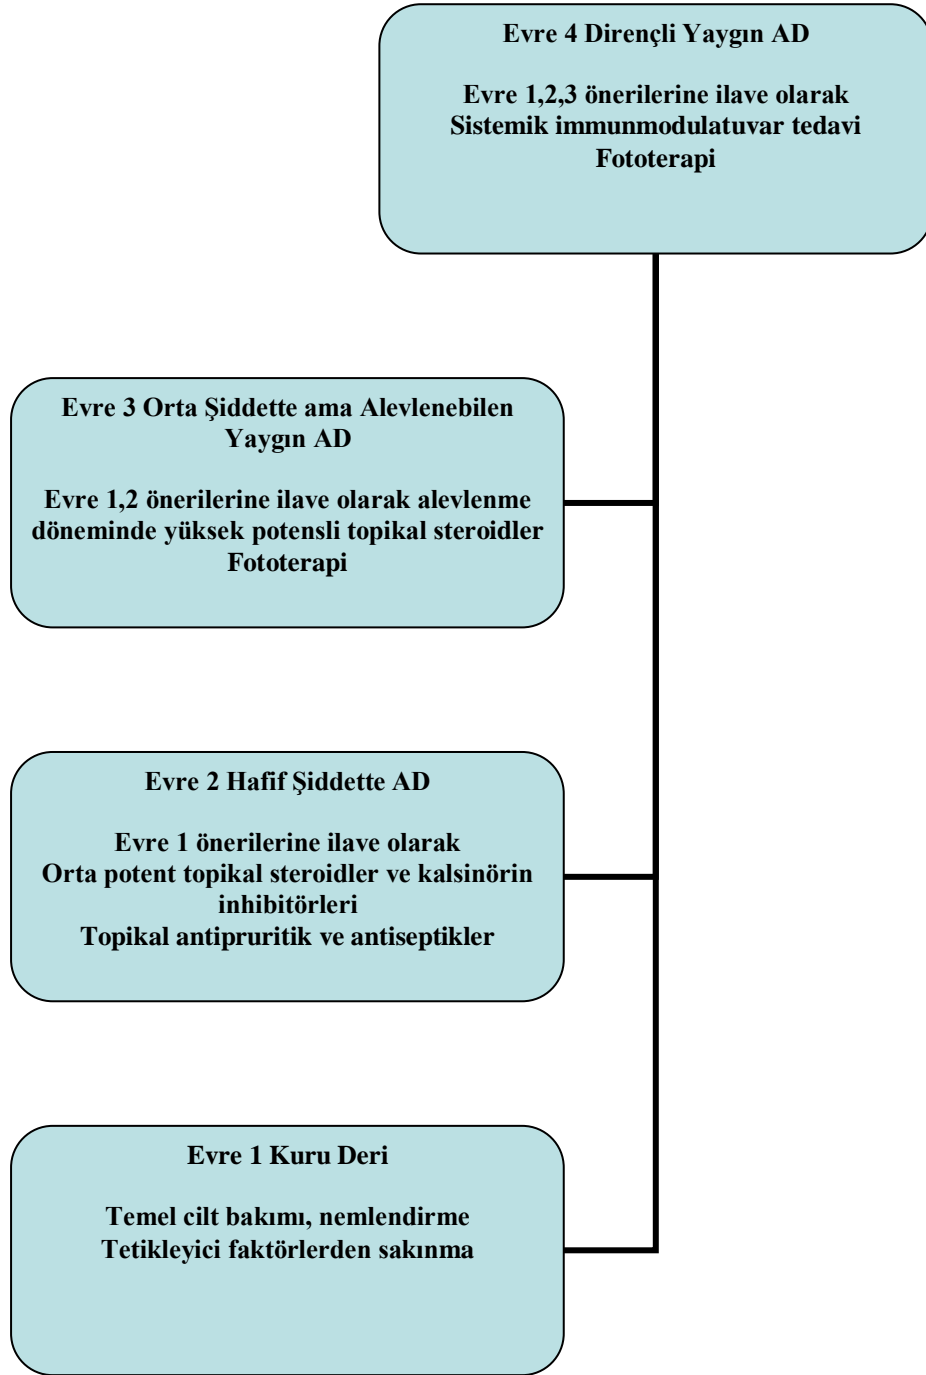 Evre 4 Dirençli Yaygın AD
Evre 1,2,3 önerilerine ilave olarak
Sistemik immunmodulatuvar tedavi
Fototerapi
Evre 3 Orta Şiddette ama Alevlenebilen
Yaygın AD
Evre 1,2 önerilerine ilave olarak alevlenme
döneminde yüksek potensli topikal steroidler
Fototerapi
Evre 2 Hafif Şiddette AD
Evre 1 önerilerine ilave olarak
Orta potent topikal steroidler ve kalsinörin
inhibitörleri
Topikal antipruritik ve antiseptikler
Evre 1 Kuru Deri
Temel cilt bakımı, nemlendirme
Tetikleyici faktörlerden sakınma